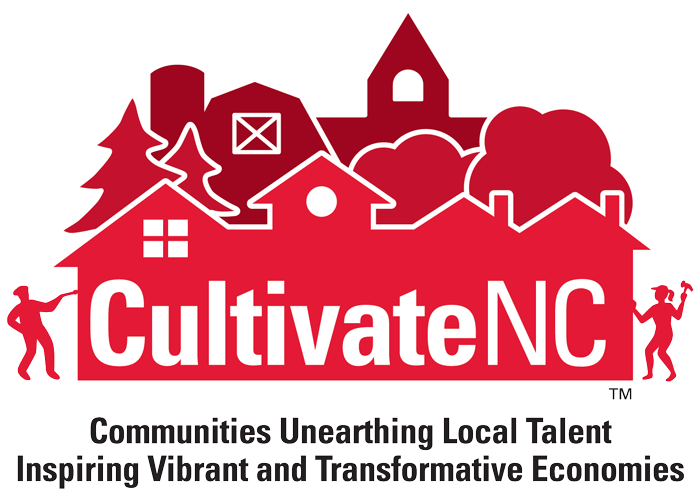 CultivateNC
TM
Communities Unearthing Local Talent
Inspiring Vibrant and Transformative Economies